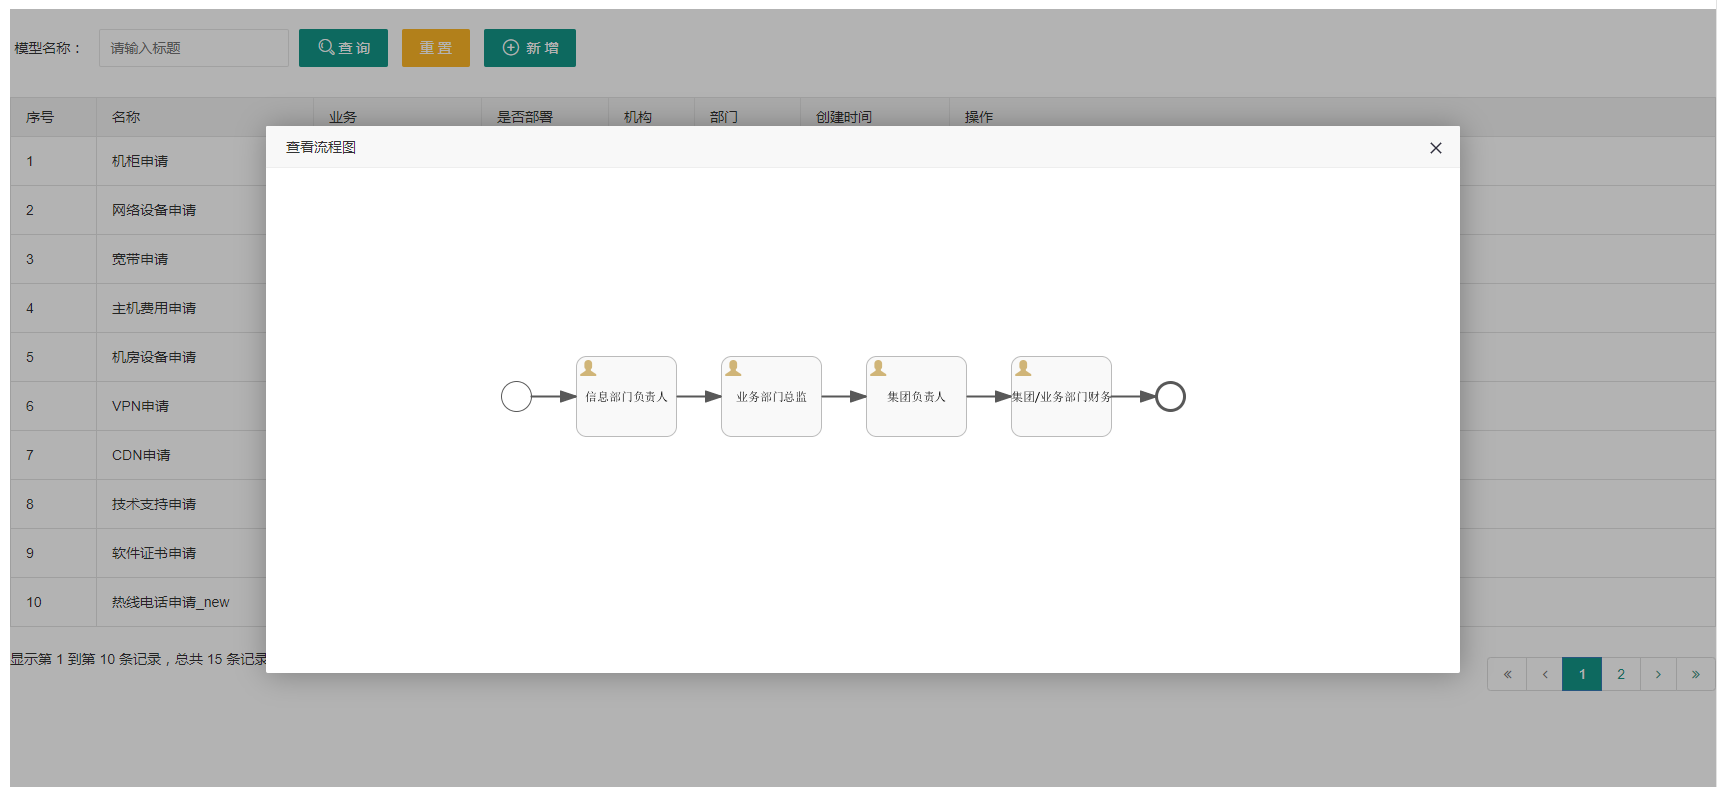 模型名称： 请输入标题 查 询 重 置 新 增
序号 名称 业务 是否部署 机构 部门 创建时间 操作
查看流程图
1 机柜申请
2 网络设备申请
3 宽带申请
4 主机费用申请
5 机房设备申请
信息部门负责人 业务部门总监 集团负责人 集团/业务部门财务
6 VPN申请
7 CDN申请
8 技术支持申请
9 软件证书申请
10 热线电话申请_new
显示第 1 到第 10 条记录，总共 15 条记录
« ‹ 1 2 › »